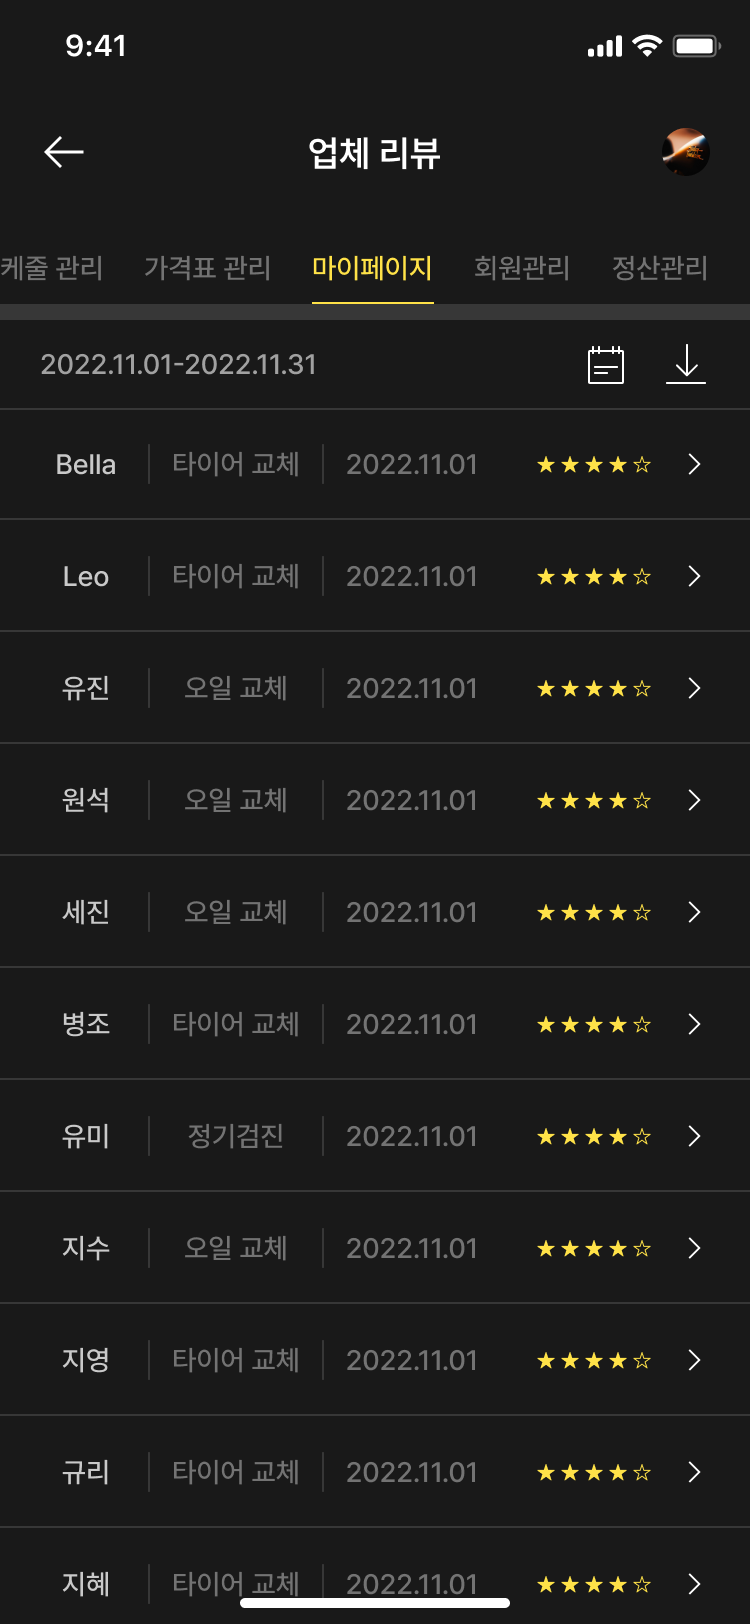 9:41
업체 리뷰
케줄 관리 가격표 관리 마이페이지 회원관리 정산관리
2022.11.01-2022.11.31
Bella 타이어 교체 2022.11.01 ★★★★☆
Leo 타이어 교체 2022.11.01 ★★★★☆
유진 오일 교체 2022.11.01 ★★★★☆
원석 오일 교체 2022.11.01 ★★★★☆
세진 오일 교체 2022.11.01 ★★★★☆
병조 타이어 교체 2022.11.01 ★★★★☆
유미 정기검진 2022.11.01 ★★★★☆
지수 오일 교체 2022.11.01 ★★★★☆
지영 타이어 교체 2022.11.01 ★★★★☆
규리 타이어 교체 2022.11.01 ★★★★☆
지혜 타이어 교체 2022.11.01 ★★★★☆